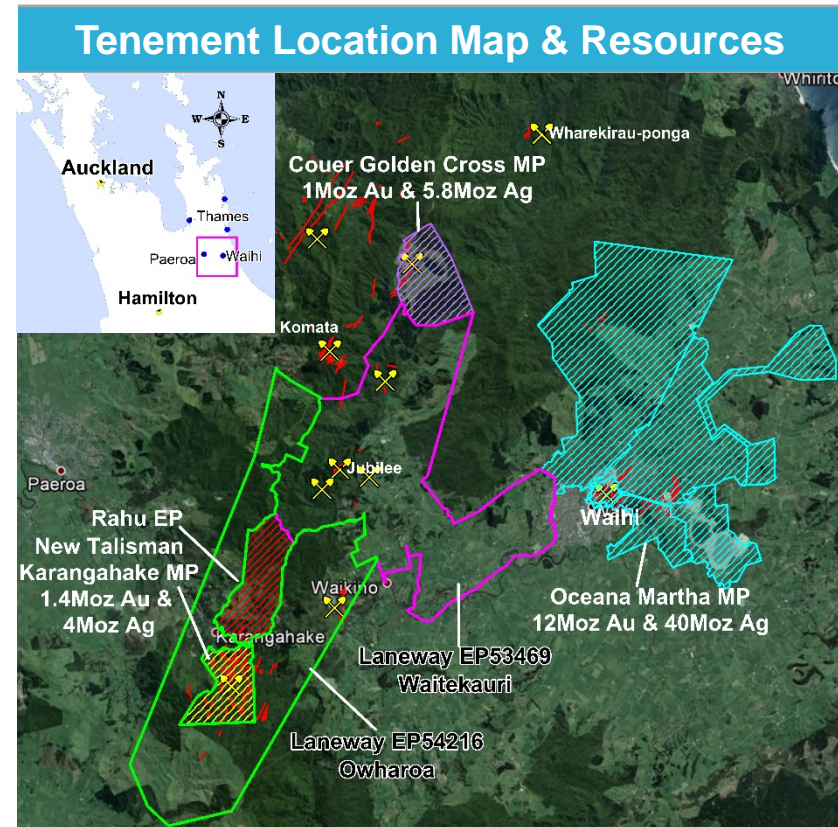 Tenement Location Map & Resources
N
W
E
S
Auckland
Thames
Paeroa
Waihi
Hamilton
Wharekirau-ponga
Couer Golden Cross MP
1Moz Au & 5.8Moz Ag
Komata
Jubilee
Paeroa
Rahu EP
New Talisman
Karangahake MP
1.4Moz Au &
4Moz Ag
Waikino
Karangahake
Waihi
Oceana Martha MP
12Moz Au & 40Moz Ag
Laneway EP53469
Waitekauri
Laneway EP54216
Owharoa